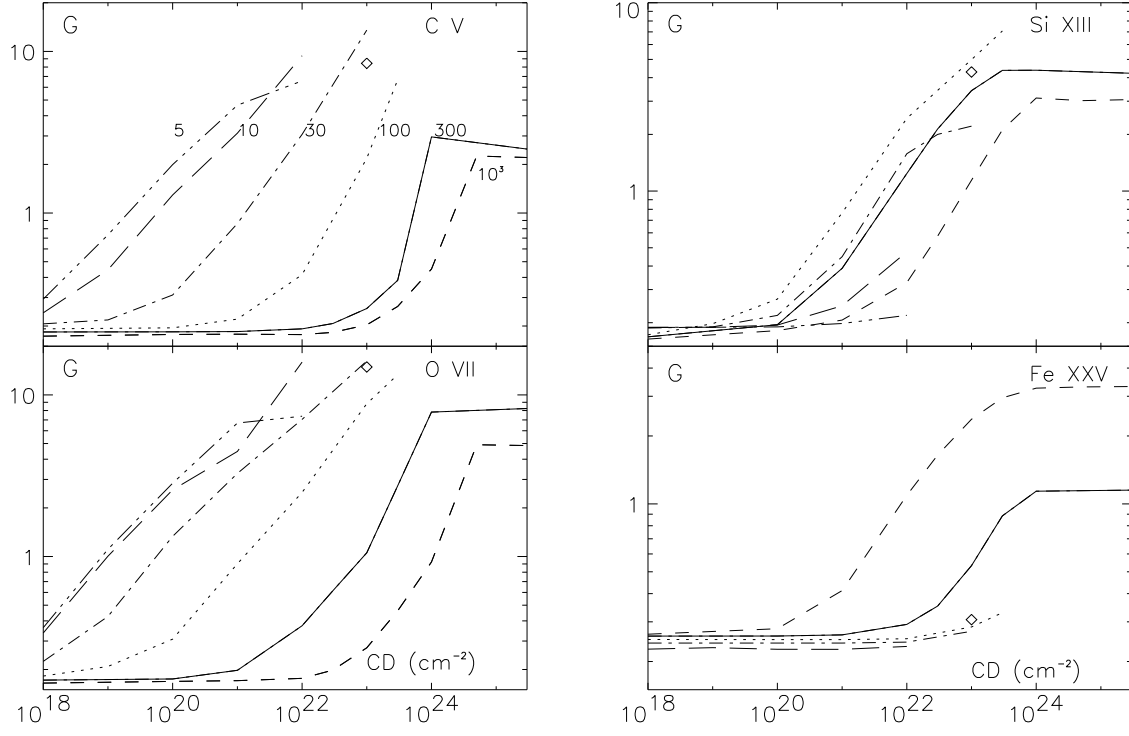 G
C V
10
1
5
10
30
100
300
10³
G
Si XIII
10
1
G
O VII
10
1
CD (cm⁻²)
10¹⁸
10²⁰
10²²
10²⁴
G
Fe XXV
1
CD (cm⁻²)
10¹⁸
10²⁰
10²²
10²⁴